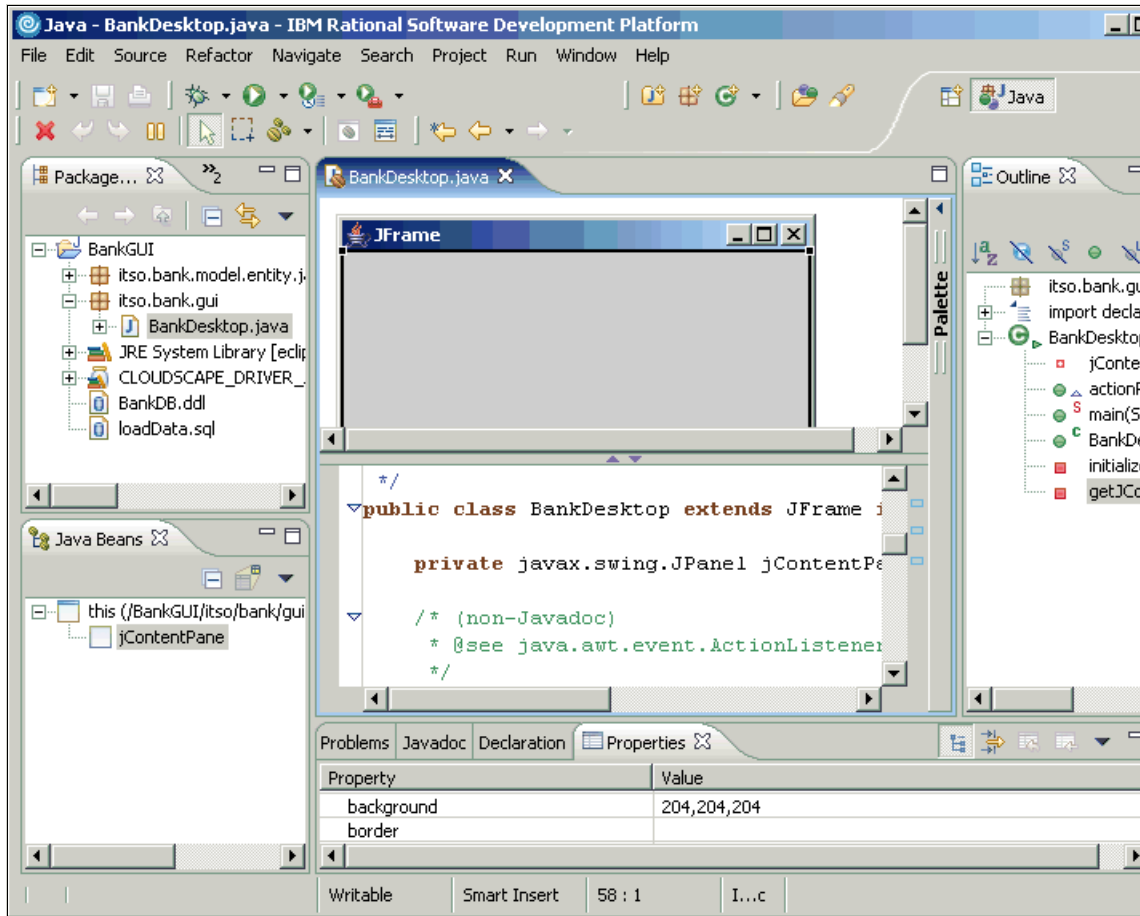 Java - BankDesktop.java - IBM Rational Software Development Platform
File Edit Source Refactor Navigate Search Project Run Window Help
Java
Package... »2
BankGUI
itso.bank.model.entity.j
itso.bank.gui
BankDesktop.java
JRE System Library [eclip
CLOUDSCAPE_DRIVER_
BankDB.ddl
loadData.sql
Java Beans
this (/BankGUI/itso/bank/gui
jContentPane
BankDesktop.java
JFrame
Palette
*/
public class BankDesktop extends JFrame i
private javax.swing.JPanel jContentPa
/* (non-Javadoc)
* @see java.awt.event.ActionListener
*/
Outline
itso.bank.gu
import decla
BankDesktop
jConte
actionP
main(S
BankDe
initialize
getJCo
Problems Javadoc Declaration Properties
Property Value
background 204,204,204
border
Writable Smart Insert 58 : 1 I...c